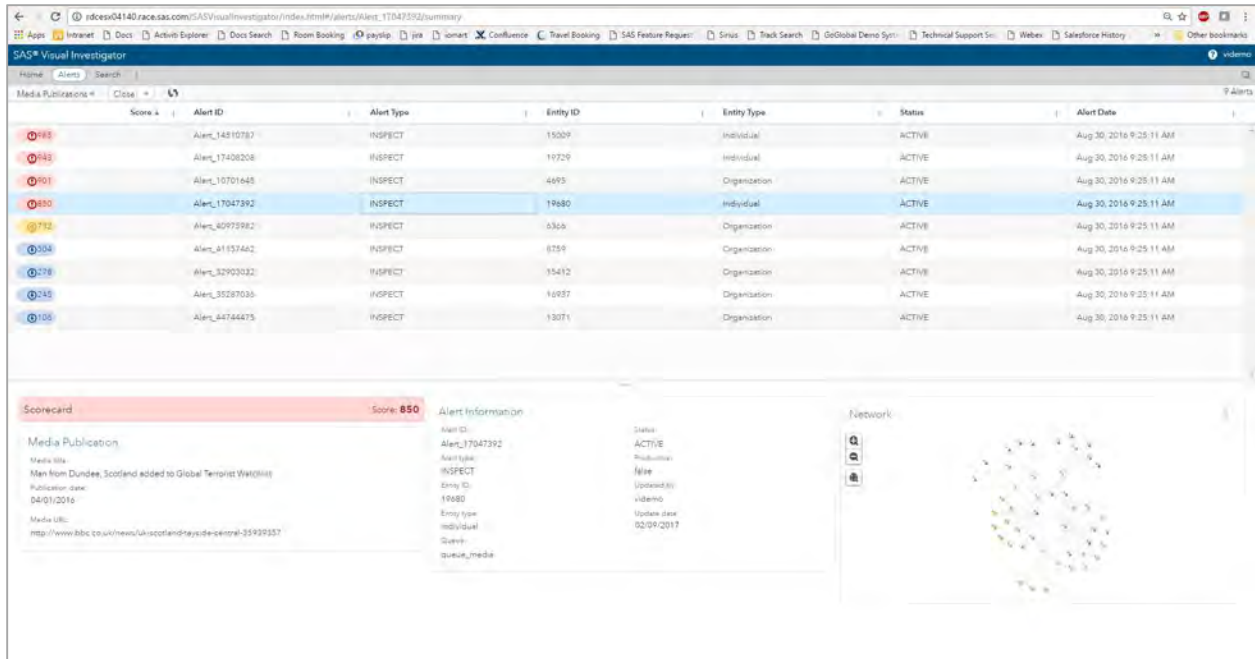 rdcesx04140.race.sas.com/SASVisualInvestigator/index.html#/alerts/Alert_17047392/summary
Apps Intranet Docs Activiti Explorer Docs Search Room Booking payslip jira iomart Confluence Travel Booking SAS Feature Request Sirius Track Search GoGlobal Demo Syst Technical Support Webex Salesforce History » Other bookmarks
SAS® Visual Investigator videmo
Home Alerts Search
Media Publications Close 9 Alerts
Score Alert ID Alert Type Entity ID Entity Type Status Alert Date
985 Alert_14510787 INSPECT 15009 Individual ACTIVE Aug 30, 2016 9:25:11 AM
943 Alert_17408208 INSPECT 19729 Individual ACTIVE Aug 30, 2016 9:25:11 AM
901 Alert_10701645 INSPECT 4695 Organization ACTIVE Aug 30, 2016 9:25:11 AM
850 Alert_17047392 INSPECT 19680 Individual ACTIVE Aug 30, 2016 9:25:11 AM
712 Alert_40975982 INSPECT 6366 Organization ACTIVE Aug 30, 2016 9:25:11 AM
504 Alert_41157462 INSPECT 8759 Organization ACTIVE Aug 30, 2016 9:25:11 AM
278 Alert_32903032 INSPECT 15412 Organization ACTIVE Aug 30, 2016 9:25:11 AM
245 Alert_35287036 INSPECT 16937 Organization ACTIVE Aug 30, 2016 9:25:11 AM
106 Alert_44744475 INSPECT 13071 Organization ACTIVE Aug 30, 2016 9:25:11 AM
Scorecard Score: 850
Media Publication
Media title:
Man from Dundee, Scotland added to Global Terrorist Watchlist
Publication date:
04/01/2016
Media URL:
http://www.bbc.co.uk/news/uk-scotland-tayside-central-35939357
Alert Information
Alert ID:
Alert_17047392
Alert type:
INSPECT
Entity ID:
19680
Entity type:
Individual
Queue:
queue_media
Status:
ACTIVE
Production:
false
Updated by:
videmo
Update date:
02/09/2017
Network